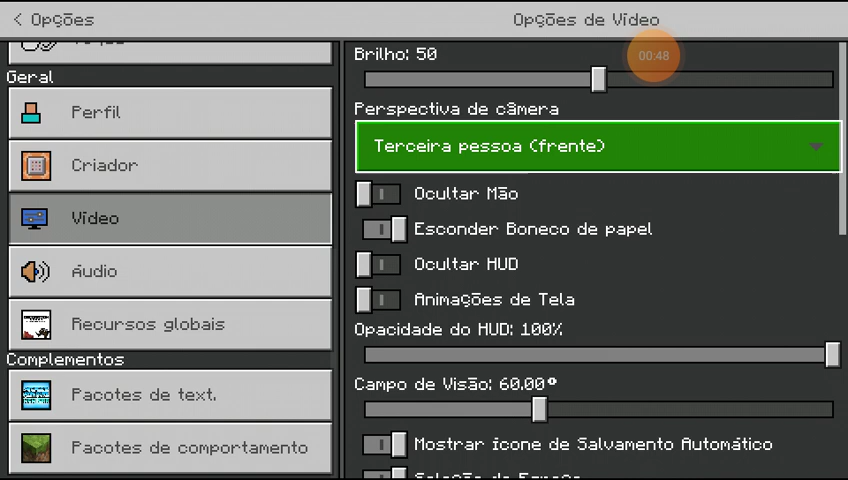 Opções
Opções de Vídeo
Geral
Perfil
Criador
Vídeo
Áudio
Recursos globais
Complementos
Pacotes de text.
Pacotes de comportamento
Brilho: 50
00:48
Perspectiva de câmera
Terceira pessoa (frente)
Ocultar Mão
Esconder Boneco de papel
Ocultar HUD
Animações de Tela
Opacidade do HUD: 100%
Campo de Visão: 60.00°
Mostrar Ícone de Salvamento Automático